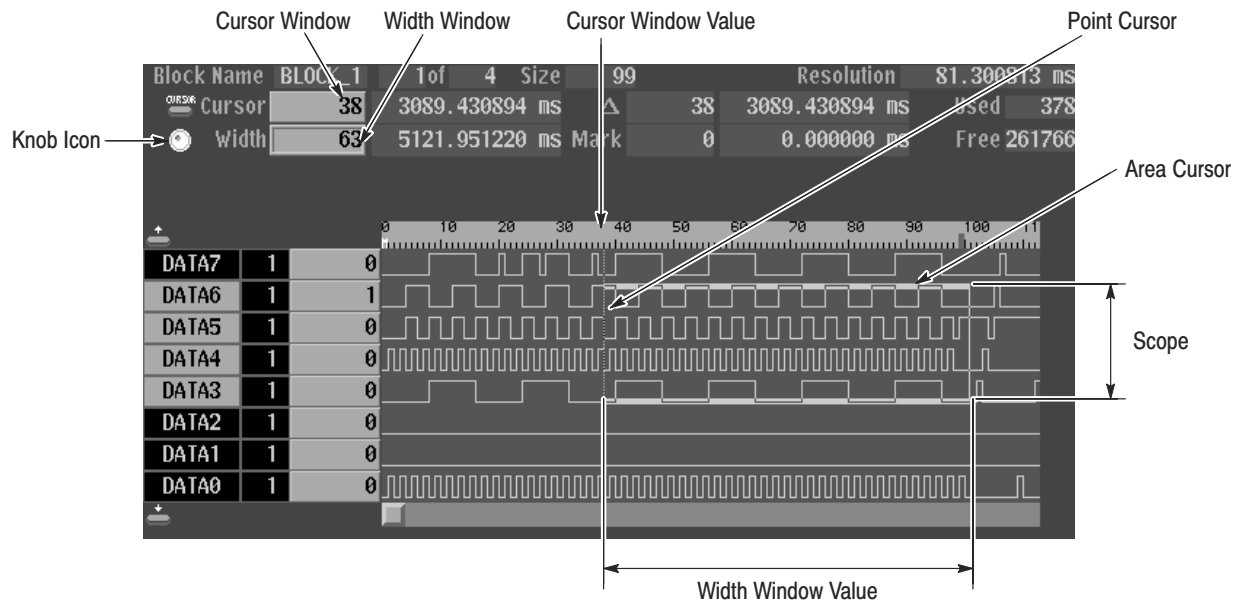 Cursor Window Width Window Cursor Window Value Point Cursor
Block Name BLOCK_1 1of 4 Size 99 Resolution 81.300813 ms
CURSOR Cursor 38 3089.430894 ms Δ 38 3089.430894 ms Used 378
Knob Icon Width 63 5121.951220 ms Mark 0 0.000000 ms Free 261766
Area Cursor
0 10 20 30 40 50 60 70 80 90 100 11
DATA7 1 0
DATA6 1 1
DATA5 1 0
Scope
DATA4 1 0
DATA3 1 0
DATA2 1 0
DATA1 1 0
DATA0 1 0
Width Window Value